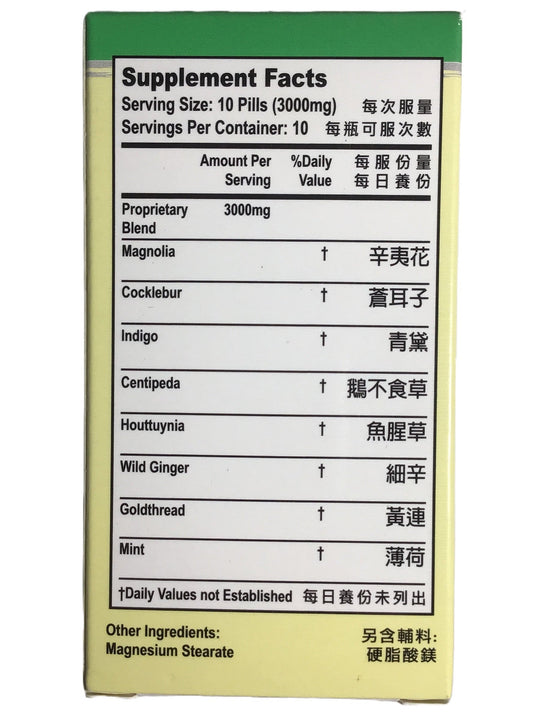 Supplement Facts
Serving Size: 10 Pills (3000mg) 每次服量
Servings Per Container: 10 每瓶可服次數
Amount Per Serving %Daily Value 每服份量 每日養份
Proprietary Blend 3000mg
Magnolia † 辛夷花
Cocklebur † 蒼耳子
Indigo † 青黛
Centipeda † 鵝不食草
Houttuynia † 魚腥草
Wild Ginger † 細辛
Goldthread † 黃連
Mint † 薄荷
†Daily Values not Established 每日養份未列出
Other Ingredients: 另含輔料:
Magnesium Stearate 硬脂酸鎂